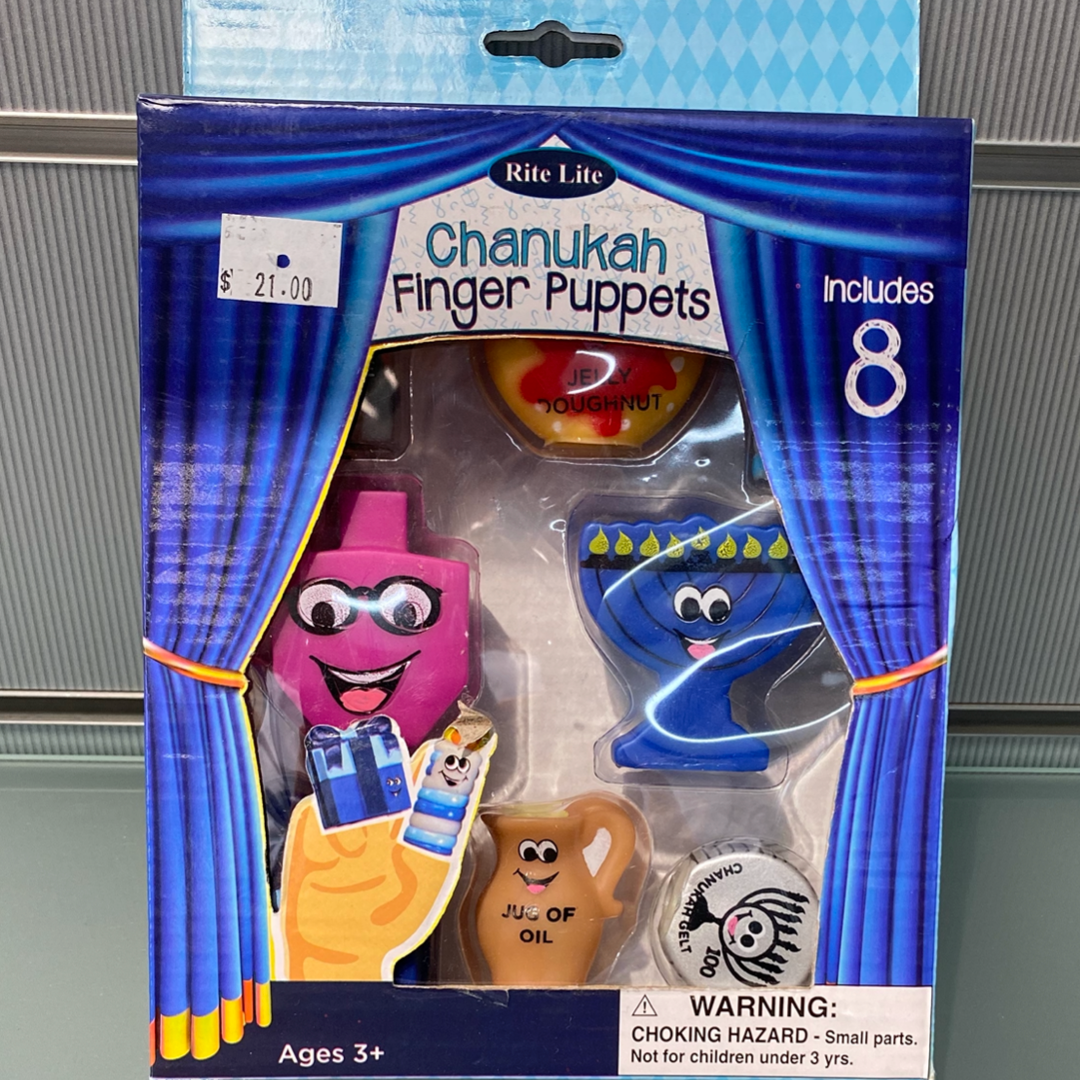 Rite Lite
Chanukah
Finger Puppets
$ 21.00
Includes
8
JELLY
DOUGHNUT
JUG OF
OIL
CHANUKAH GELT
100
Ages 3+
WARNING:
CHOKING HAZARD - Small parts.
Not for children under 3 yrs.